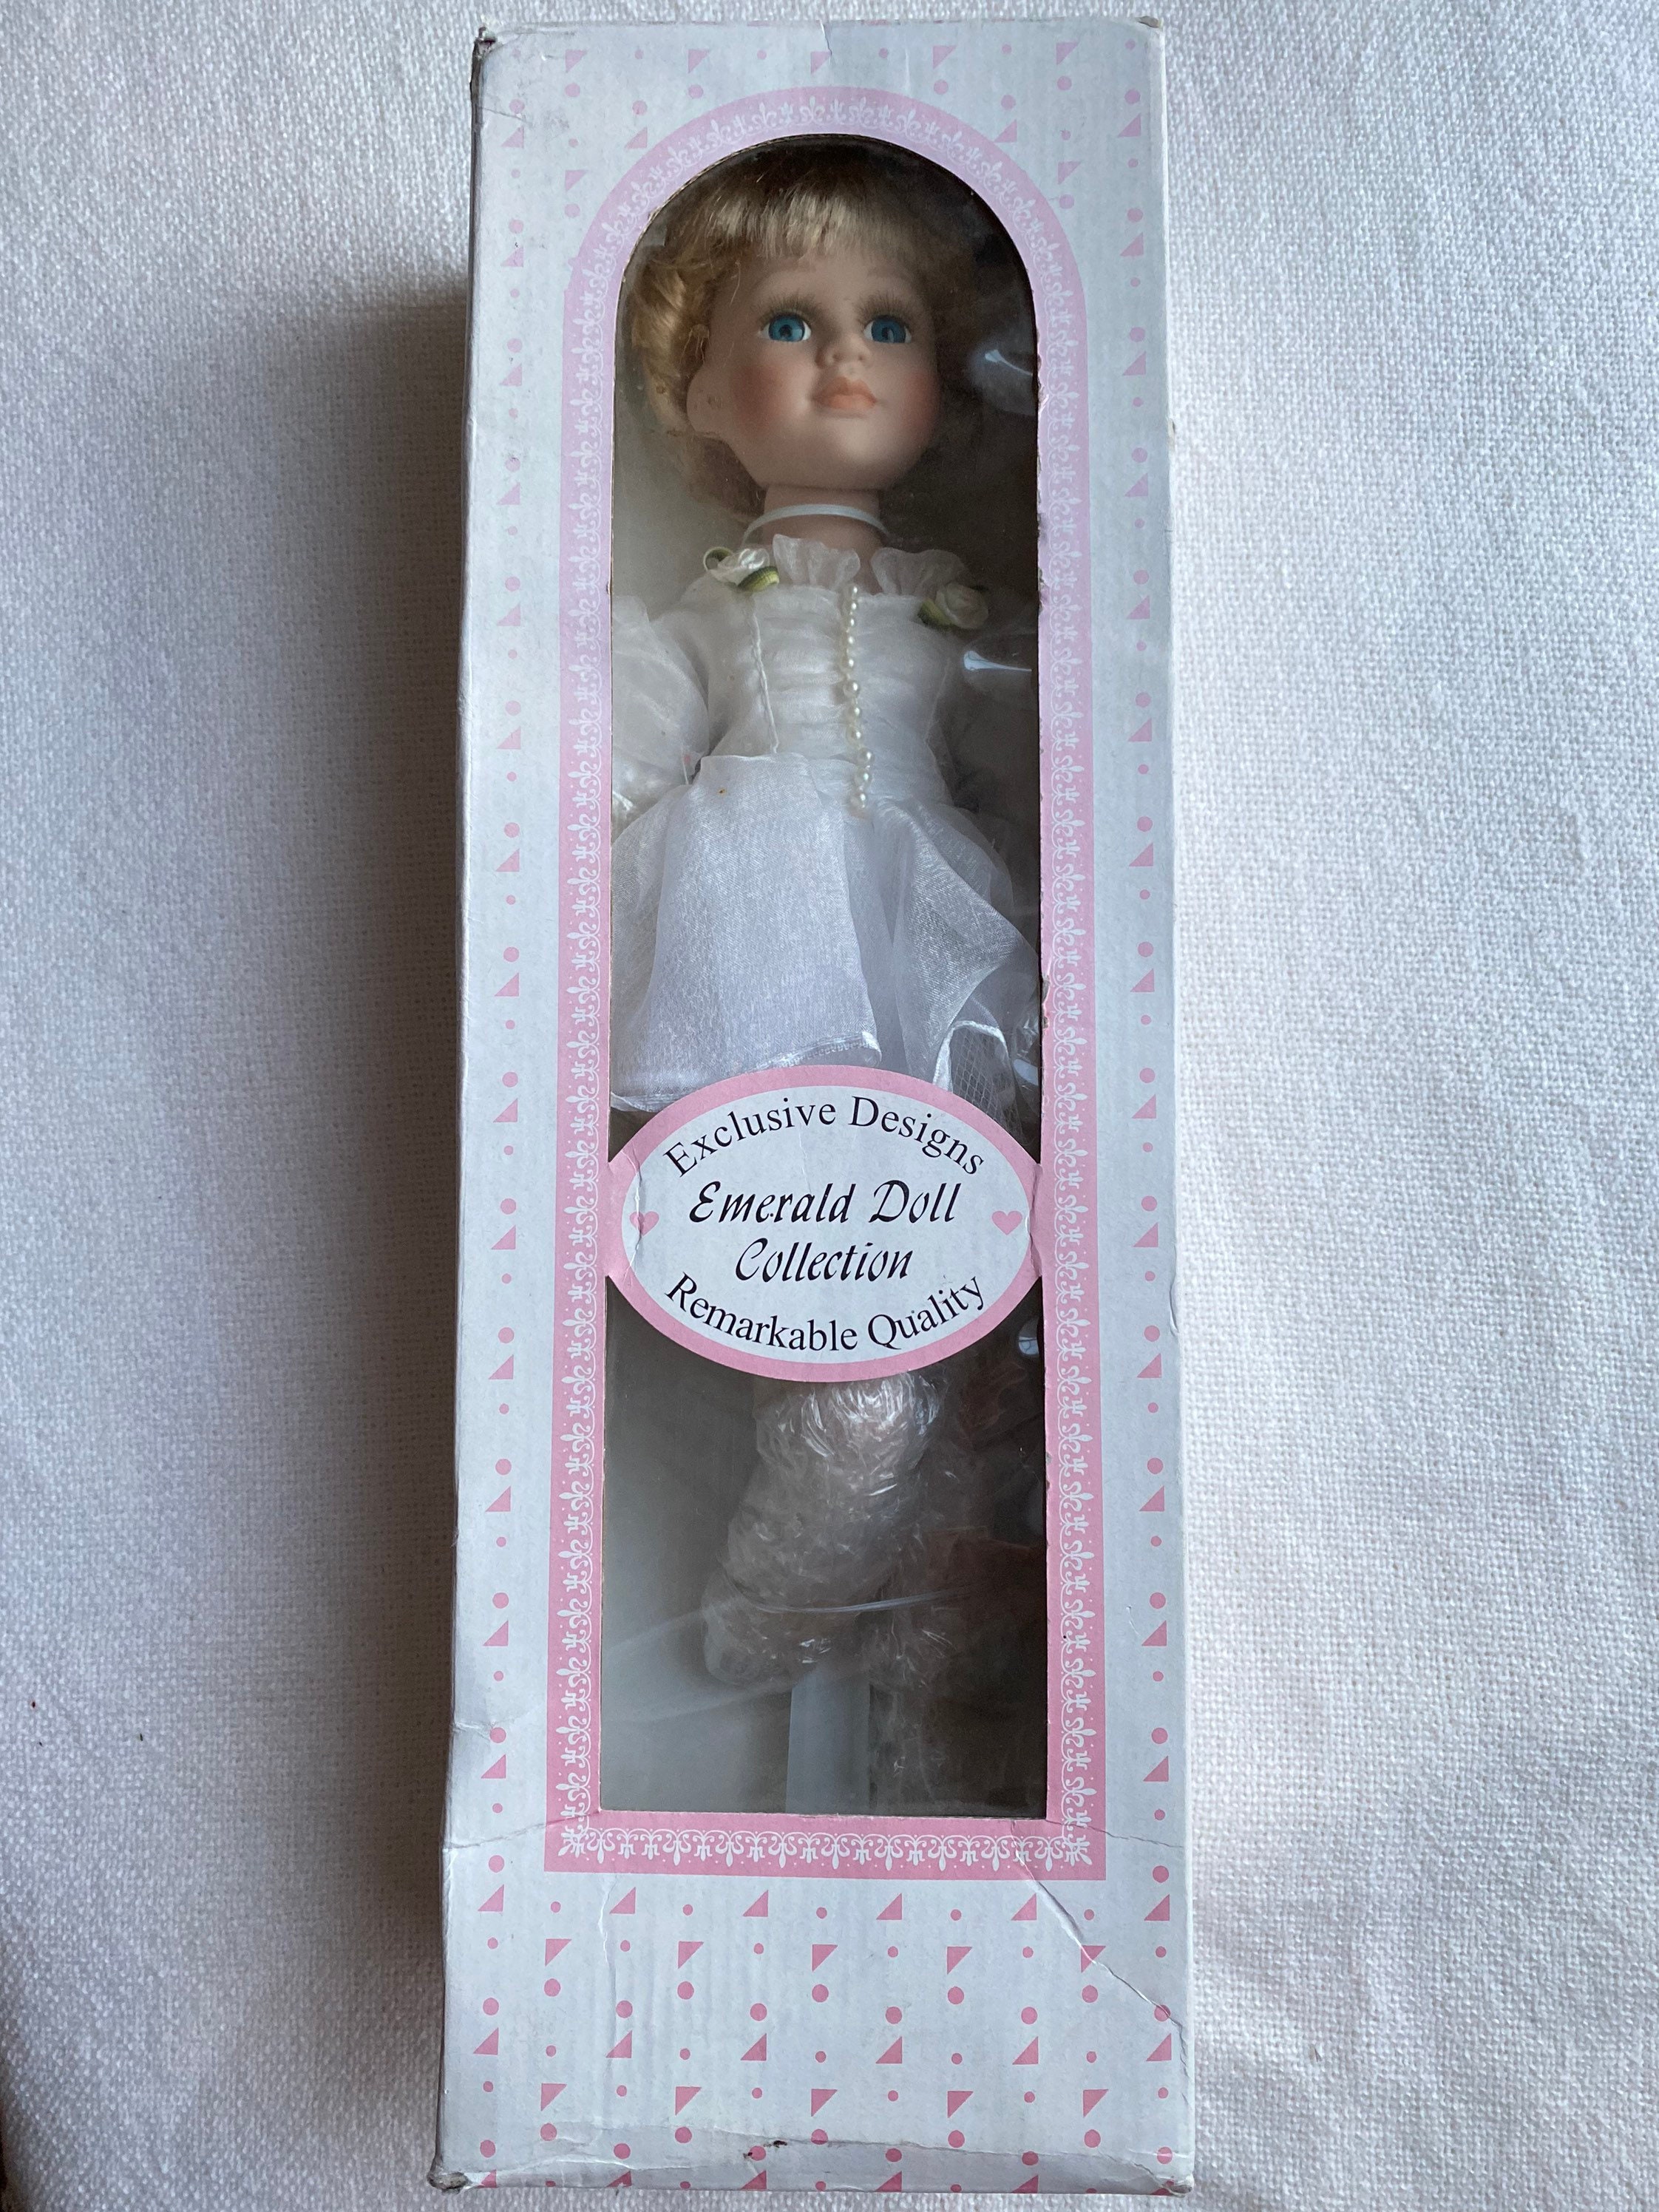 Exclusive Designs
Emerald Doll
Collection
Remarkable Quality